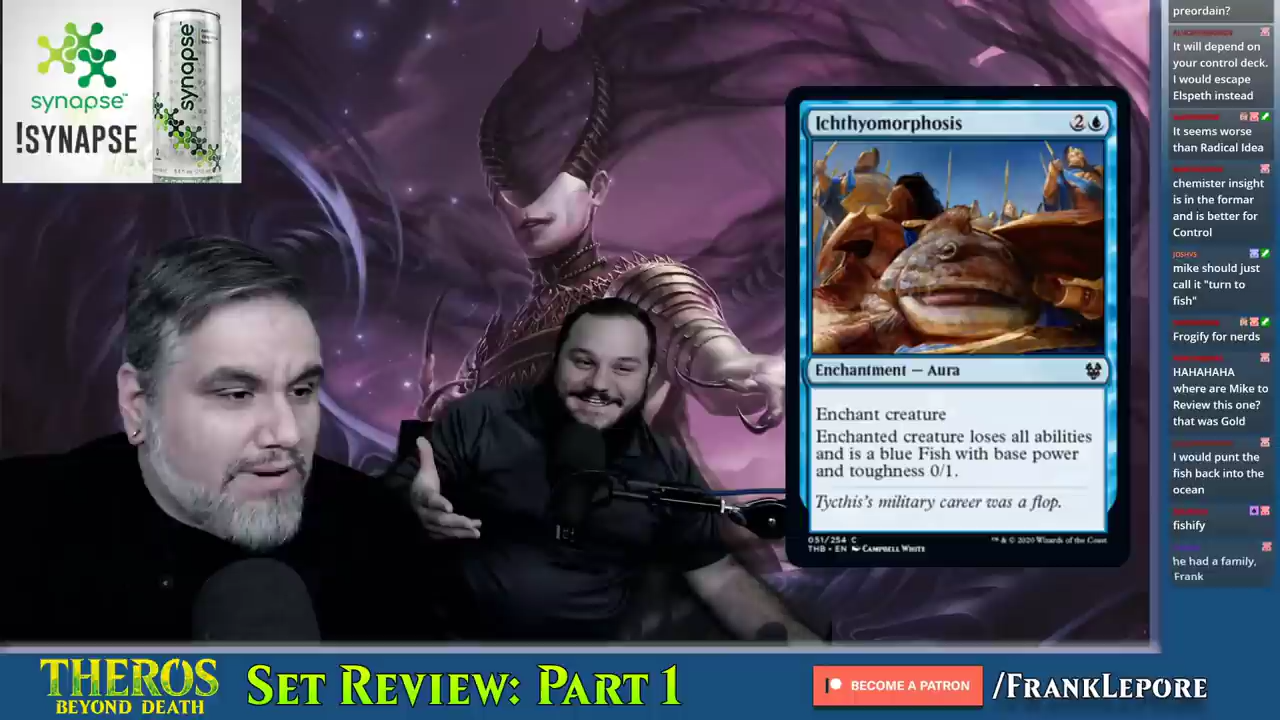 synapse™
!SYNAPSE
synapse™
Ichthyomorphosis
2
Enchantment — Aura
Enchant creature
Enchanted creature loses all abilities
and is a blue Fish with base power
and toughness 0/1.
Tycthis's military career was a flop.
051/254 C
THB • EN CAMPBELL WHITE
™ & © 2020 Wizards of the Coast
preordain?
It will depend on
your control deck.
I would escape
Elspeth instead
It seems worse
than Radical Idea
chemister insight
is in the formar
and is better for
Control
JOSHVS
mike should just
call it "turn to
fish"
Frogify for nerds
HAHAHAHA
where are Mike to
Review this one?
that was Gold
I would punt the
fish back into the
ocean
fishify
he had a family,
Frank
THEROS
BEYOND DEATH
SET REVIEW: PART 1
BECOME A PATRON
/FRANKLEPORE